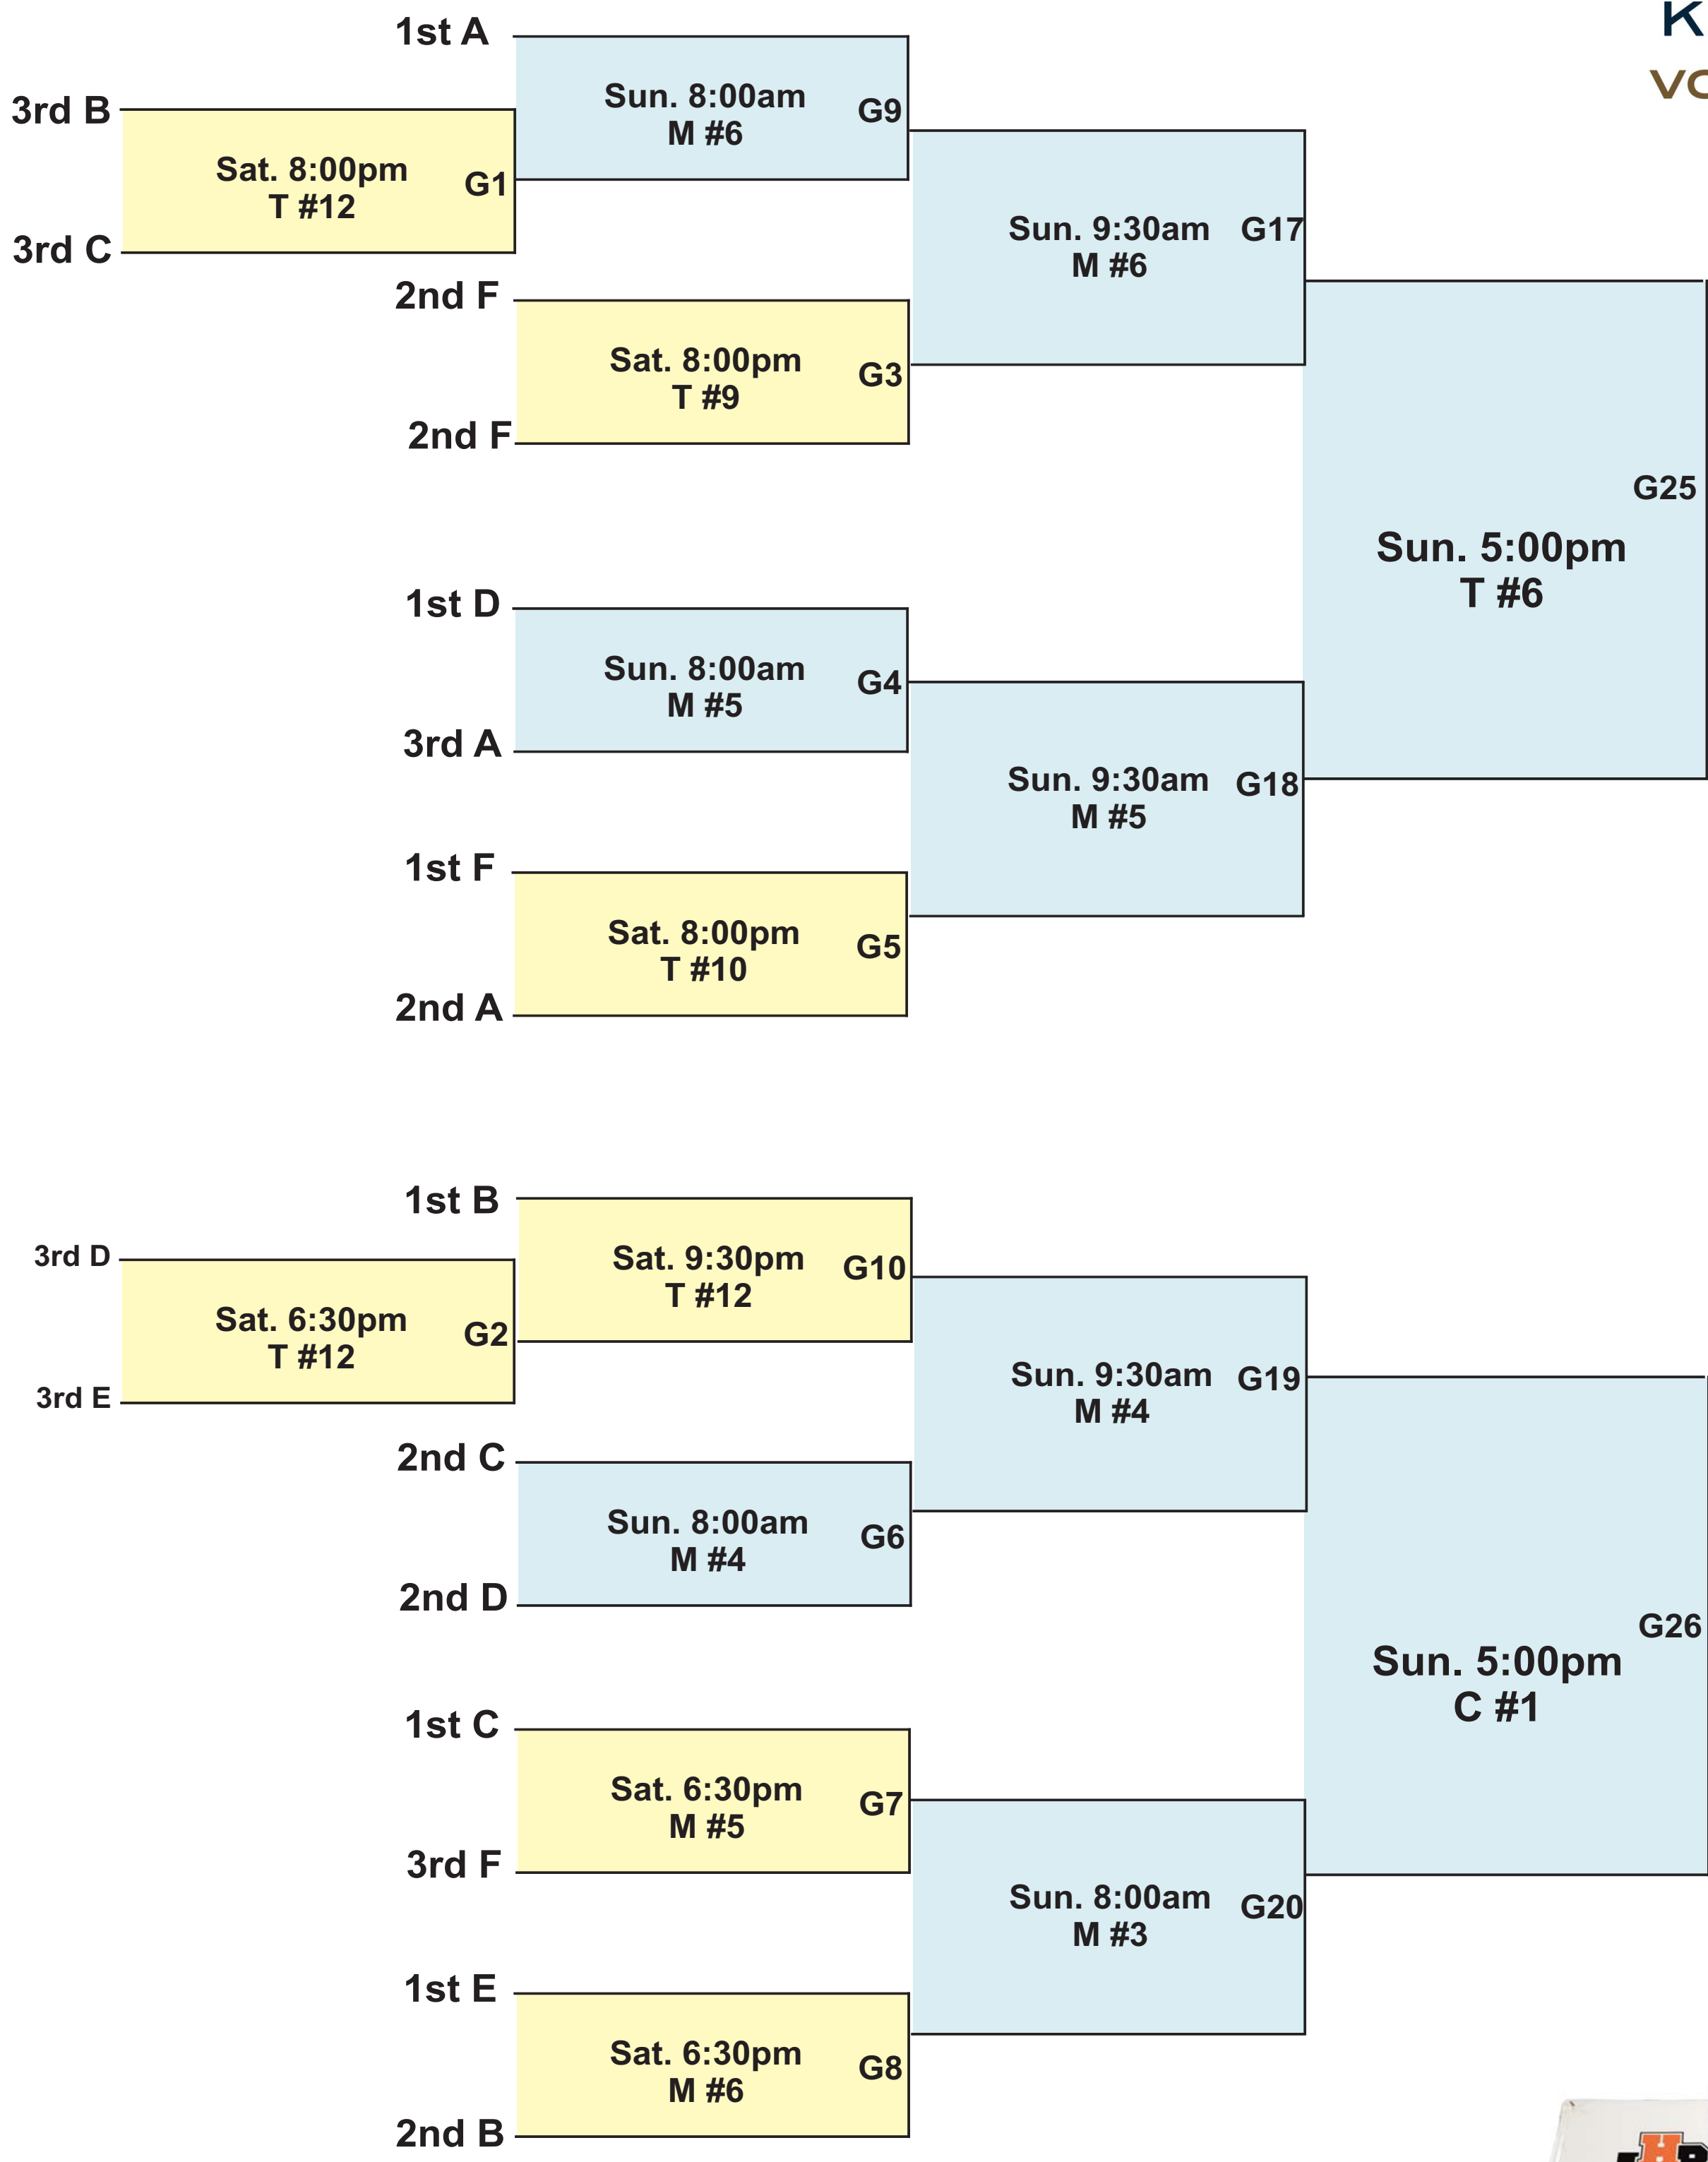 K
VO
1st A
Sun. 8:00am
M #6
G9
3rd B
Sat. 8:00pm
T #12
G1
3rd C
Sun. 9:30am
M #6
G17
2nd F
Sat. 8:00pm
T #9
G3
2nd F
G25
Sun. 5:00pm
T #6
1st D
Sun. 8:00am
M #5
G4
3rd A
Sun. 9:30am
M #5
G18
1st F
Sat. 8:00pm
T #10
G5
2nd A
1st B
Sat. 9:30pm
T #12
G10
3rd D
Sat. 6:30pm
T #12
G2
3rd E
Sun. 9:30am
M #4
G19
2nd C
Sun. 8:00am
M #4
G6
2nd D
G26
Sun. 5:00pm
C #1
1st C
Sat. 6:30pm
M #5
G7
3rd F
Sun. 8:00am
M #3
G20
1st E
Sat. 6:30pm
M #6
G8
2nd B